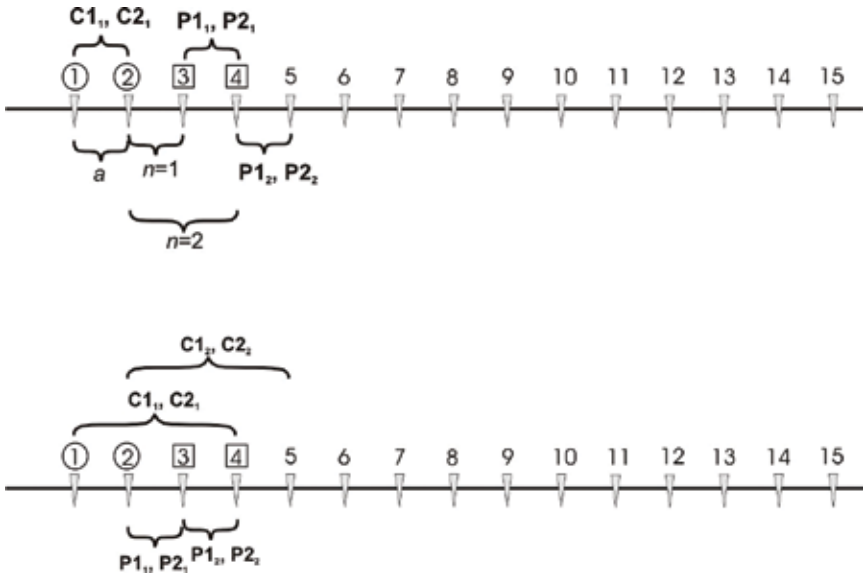 C1₁, C2₁ P1₁, P2₁
1 2 3 4 5 6 7 8 9 10 11 12 13 14 15
a n=1 P1₂, P2₂
n=2
C1₂, C2₂
C1₁, C2₁
1 2 3 4 5 6 7 8 9 10 11 12 13 14 15
P1₁, P2₁ P1₂, P2₂